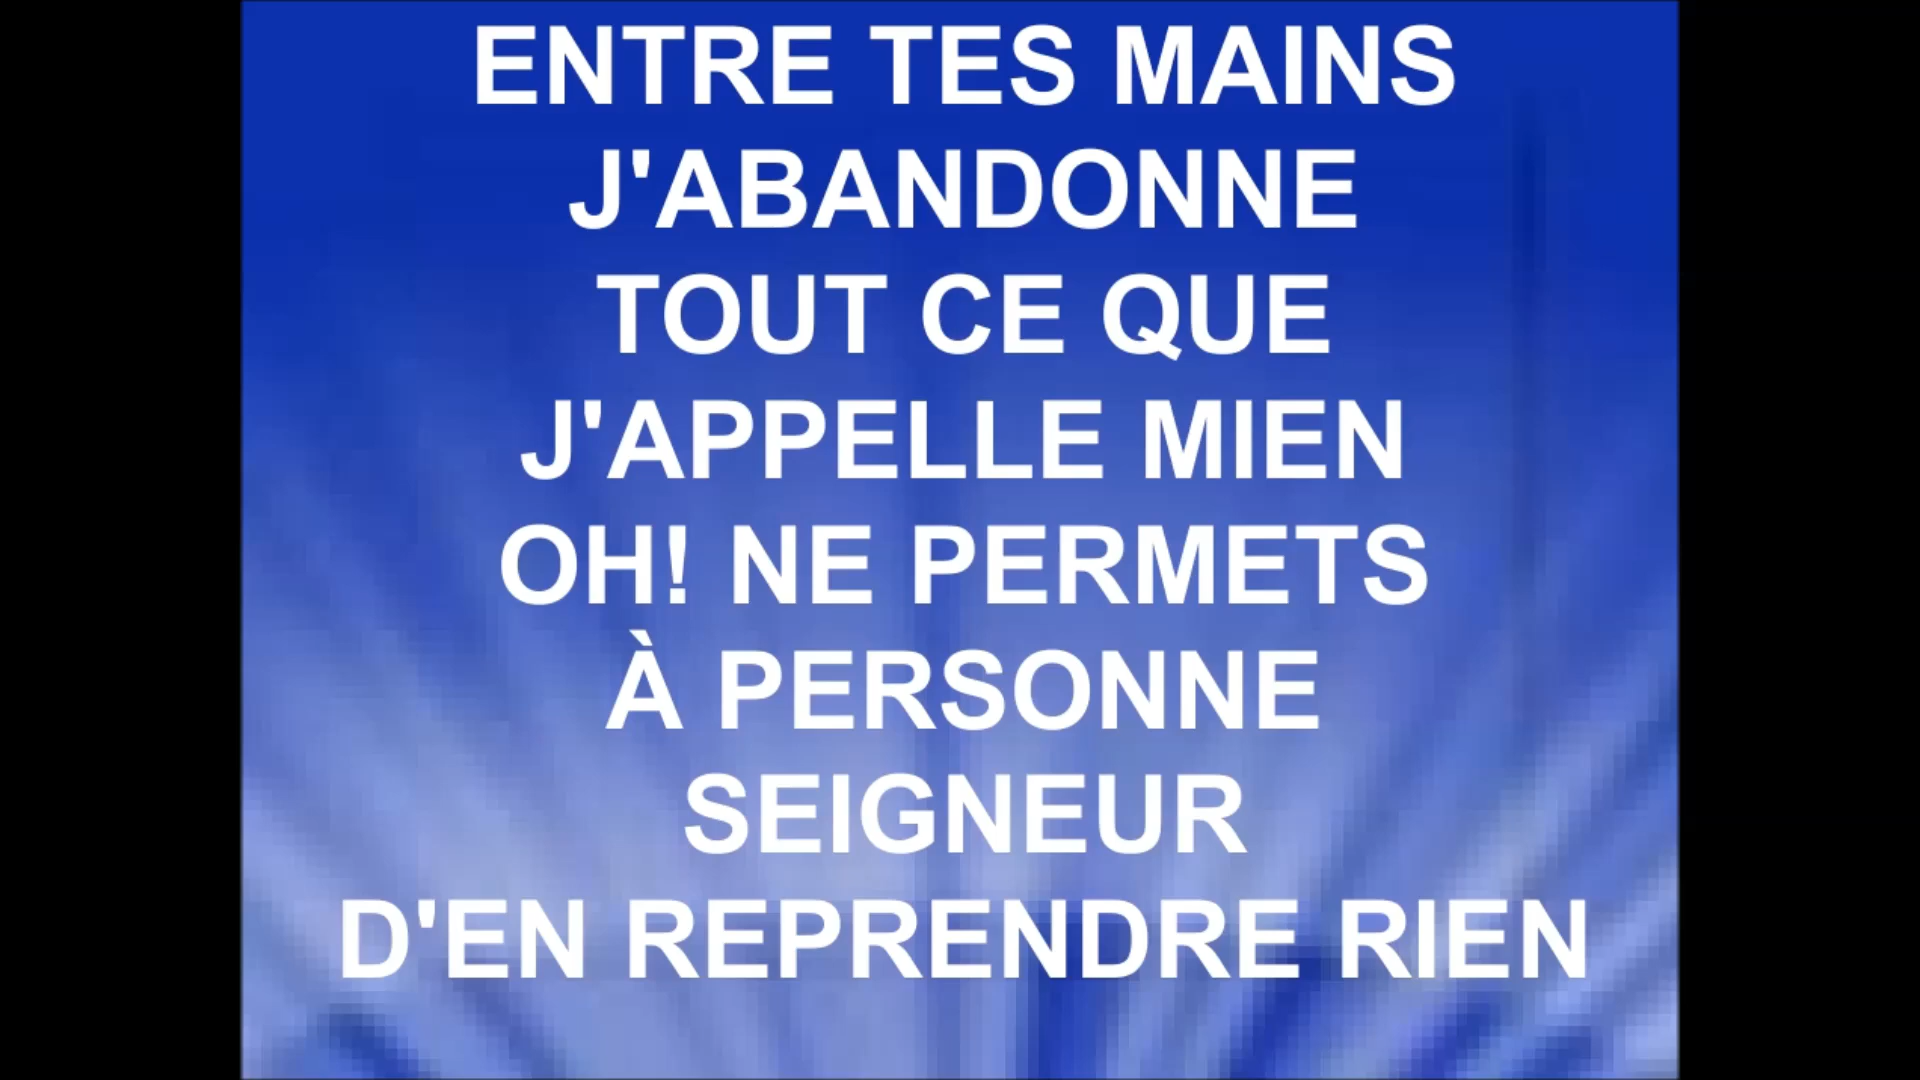 ENTRE TES MAINS
J'ABANDONNE
TOUT CE QUE
J'APPELLE MIEN
OH! NE PERMETS
À PERSONNE
SEIGNEUR
D'EN REPRENDRE RIEN